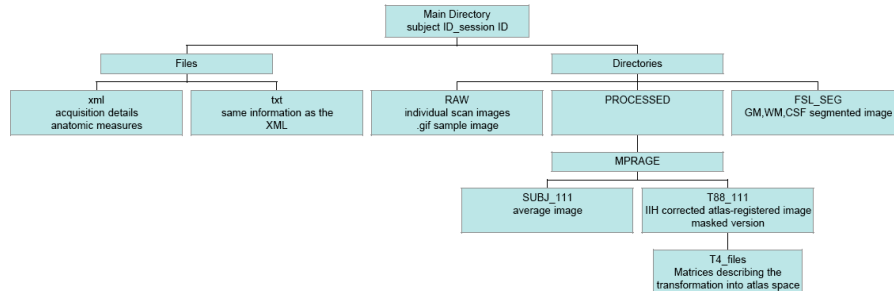 Main Directory
subject ID_session ID
Files
Directories
xml
acquisition details
anatomic measures
txt
same information as the
XML
RAW
individual scan images
.gif sample image
PROCESSED
FSL_SEG
GM,WM,CSF segmented image
MPRAGE
SUBJ_111
average image
T88_111
IIH corrected atlas-registered image
masked version
T4_files
Matrices describing the
transformation into atlas space